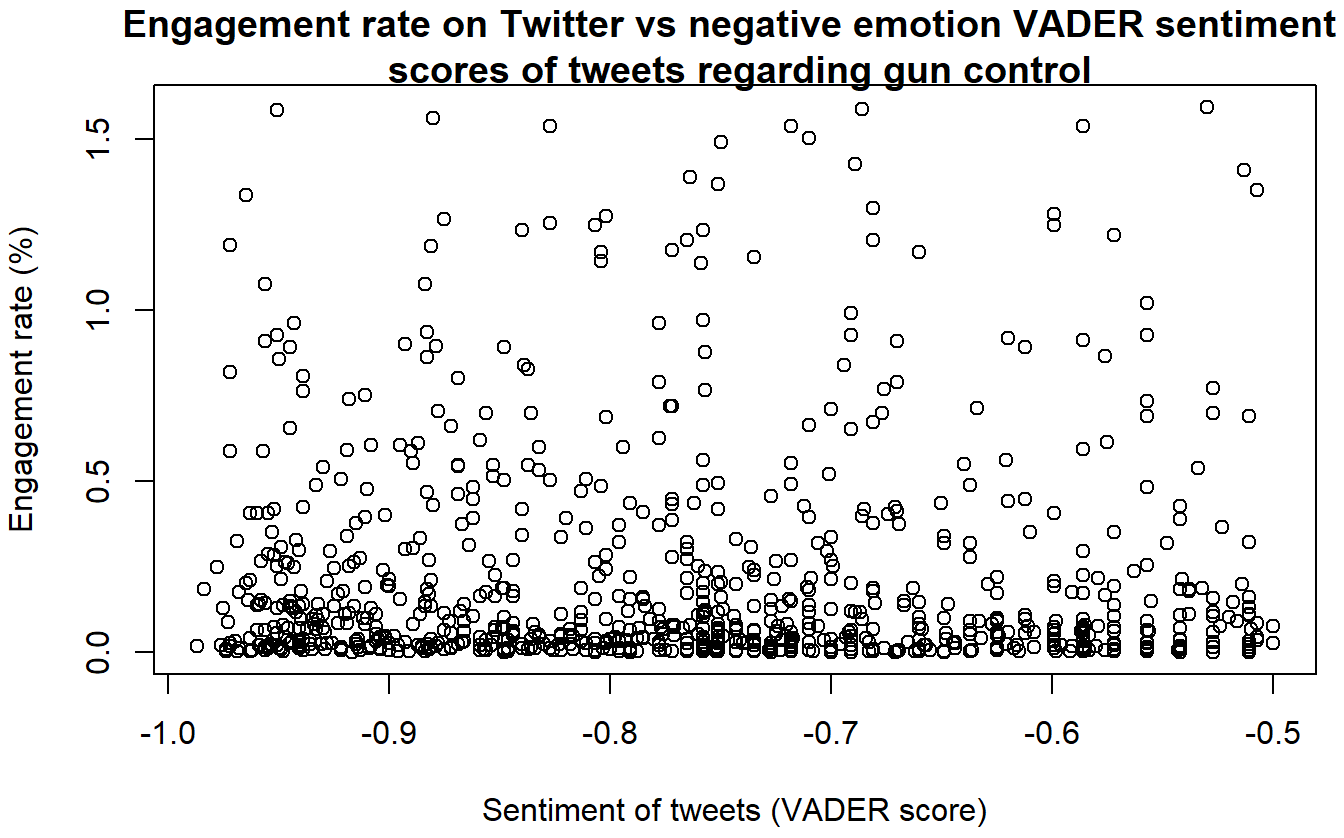 Engagement rate on Twitter vs negative emotion VADER sentiment
scores of tweets regarding gun control
Engagement rate (%)
1.5
1.0
0.5
0.0
-1.0 -0.9 -0.8 -0.7 -0.6 -0.5
Sentiment of tweets (VADER score)